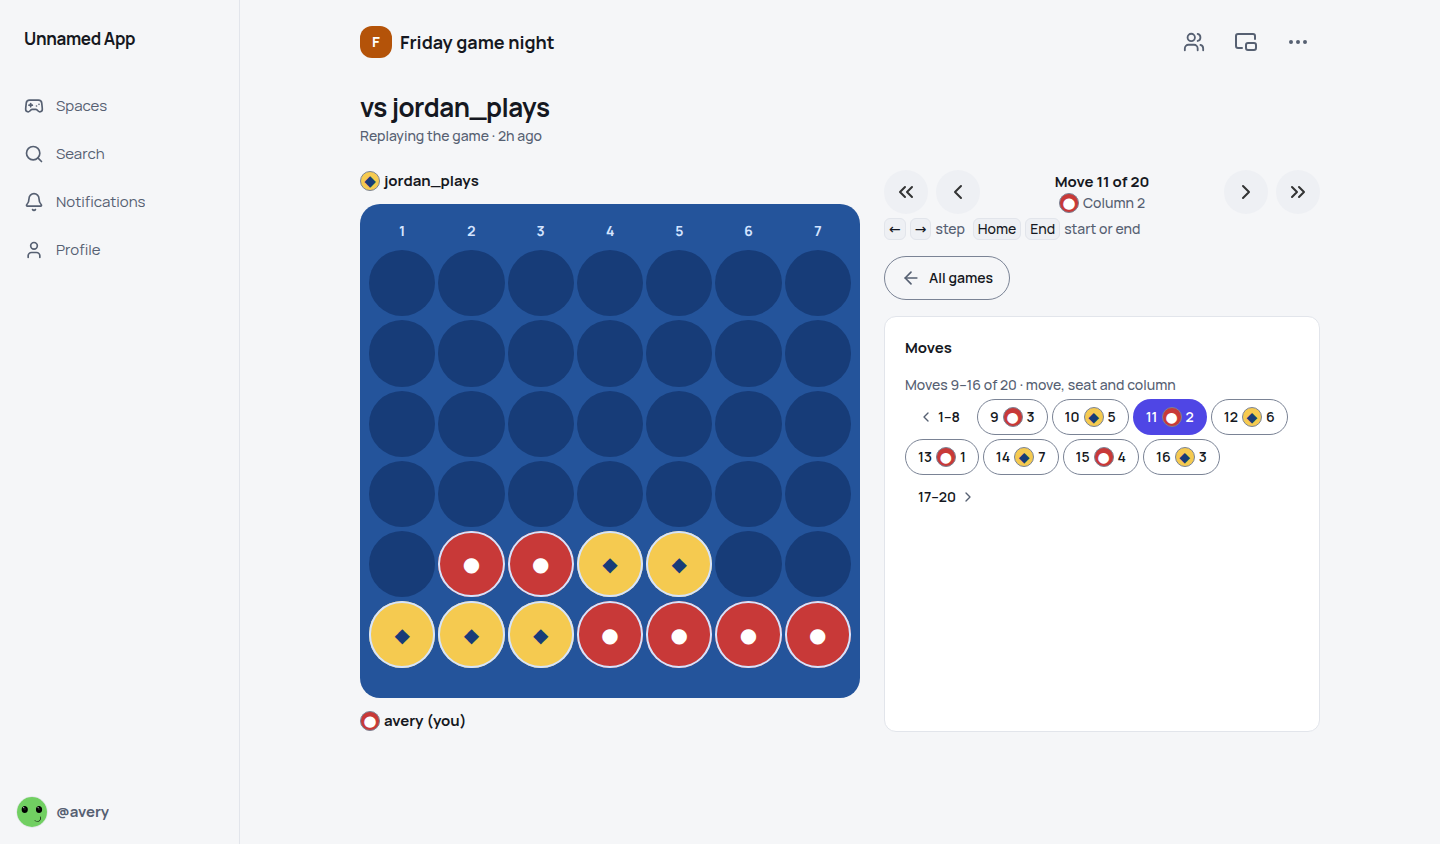 Unnamed App
Spaces
Search
Notifications
Profile
@avery
F Friday game night
vs jordan_plays
Replaying the game · 2h ago
jordan_plays
1 2 3 4 5 6 7
avery (you)
Move 11 of 20
Column 2
← → step Home End start or end
All games
Moves
Moves 9–16 of 20 · move, seat and column
1–8 9 3 10 5 11 2 12 6
13 1 14 7 15 4 16 3
17–20